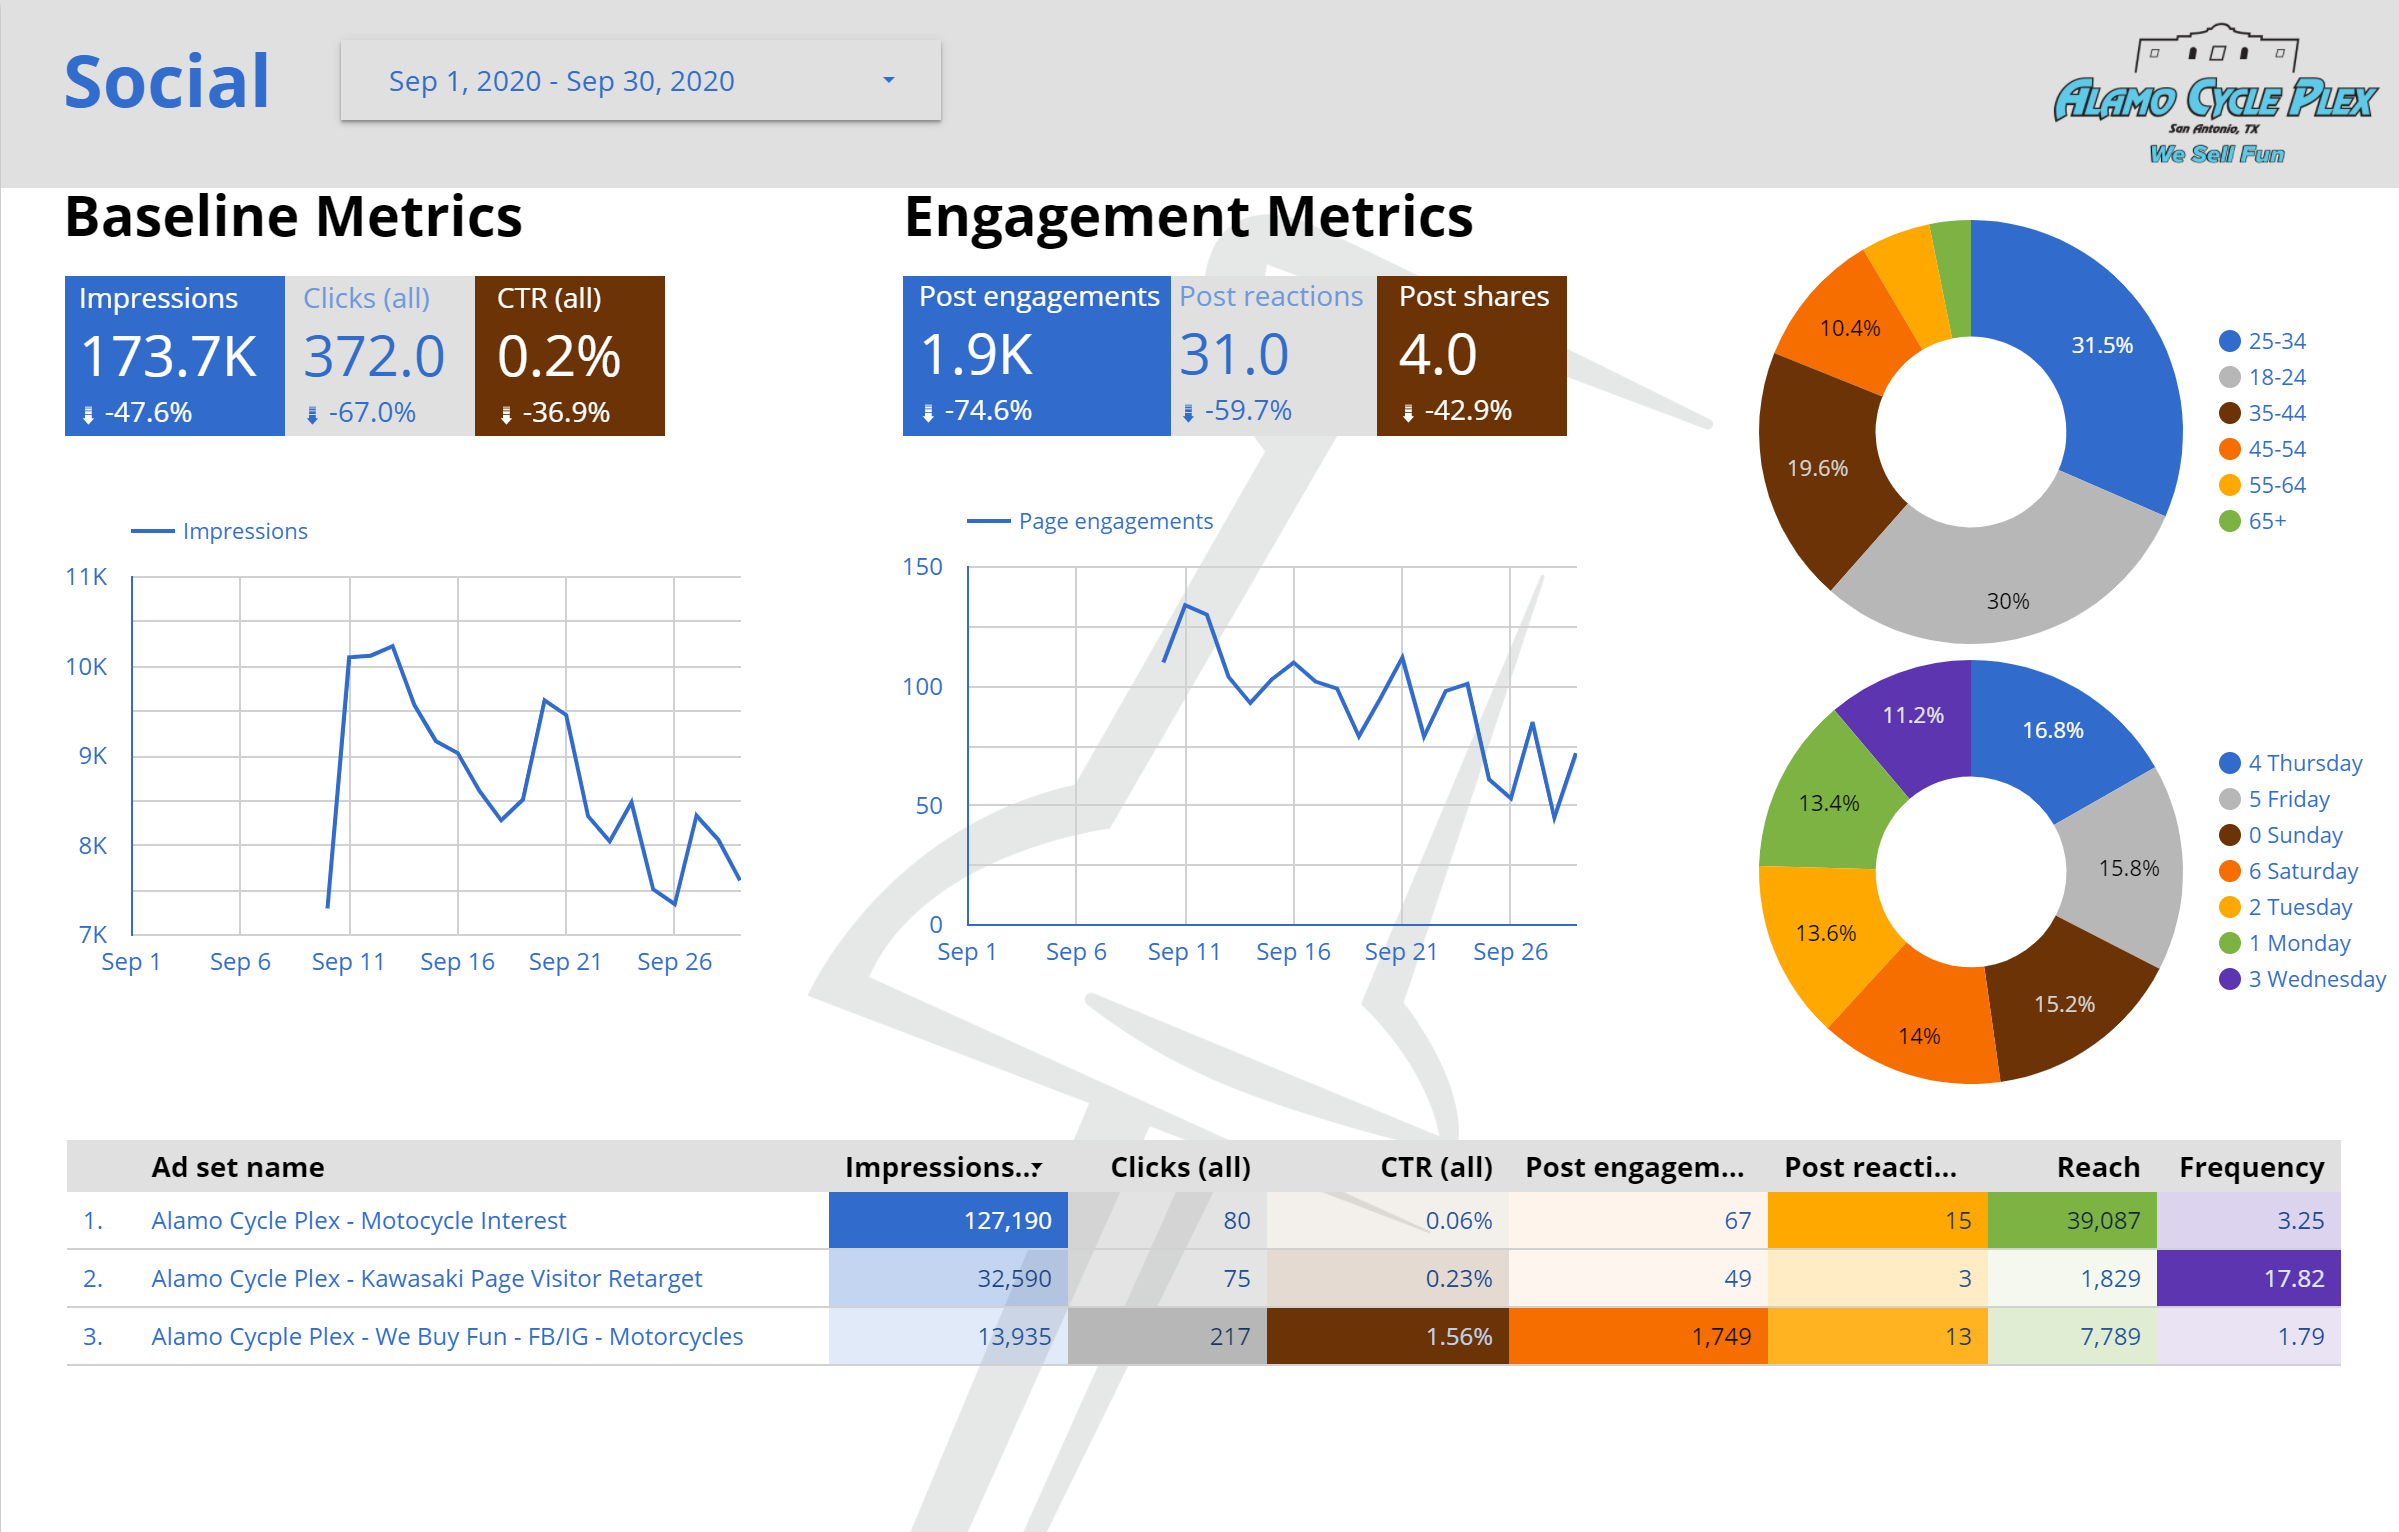 Social
Sep 1, 2020 - Sep 30, 2020
ALAMO CYCLE PLEX
San Antonio, TX
We Sell Fun
Baseline Metrics
Impressions
173.7K
-47.6%
Clicks (all)
372.0
-67.0%
CTR (all)
0.2%
-36.9%
Impressions
11K
10K
9K
8K
7K
Sep 1 Sep 6 Sep 11 Sep 16 Sep 21 Sep 26
Engagement Metrics
Post engagements
1.9K
-74.6%
Post reactions
31.0
-59.7%
Post shares
4.0
-42.9%
Page engagements
150
100
50
0
Sep 1 Sep 6 Sep 11 Sep 16 Sep 21 Sep 26
31.5%
30%
19.6%
10.4%
25-34
18-24
35-44
45-54
55-64
65+
16.8%
15.8%
15.2%
14%
13.6%
13.4%
11.2%
4 Thursday
5 Friday
0 Sunday
6 Saturday
2 Tuesday
1 Monday
3 Wednesday
Ad set name Impressions... Clicks (all) CTR (all) Post engagem... Post reacti... Reach Frequency
1. Alamo Cycle Plex - Motocycle Interest 127,190 80 0.06% 67 15 39,087 3.25
2. Alamo Cycle Plex - Kawasaki Page Visitor Retarget 32,590 75 0.23% 49 3 1,829 17.82
3. Alamo Cycple Plex - We Buy Fun - FB/IG - Motorcycles 13,935 217 1.56% 1,749 13 7,789 1.79